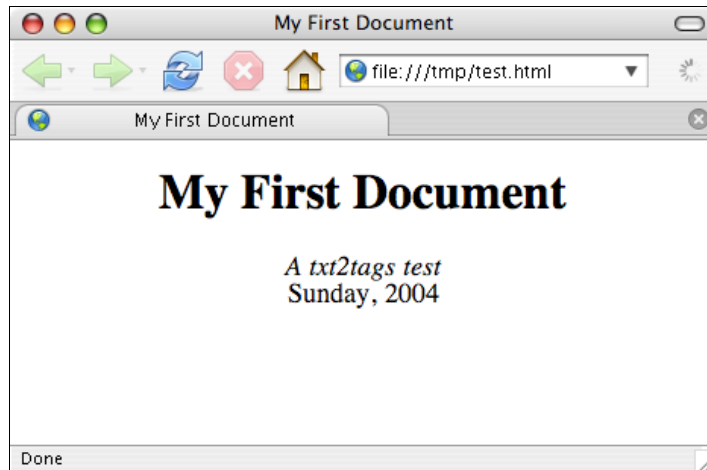 My First Document
file:///tmp/test.html
My First Document
My First Document
A txt2tags test
Sunday, 2004
Done